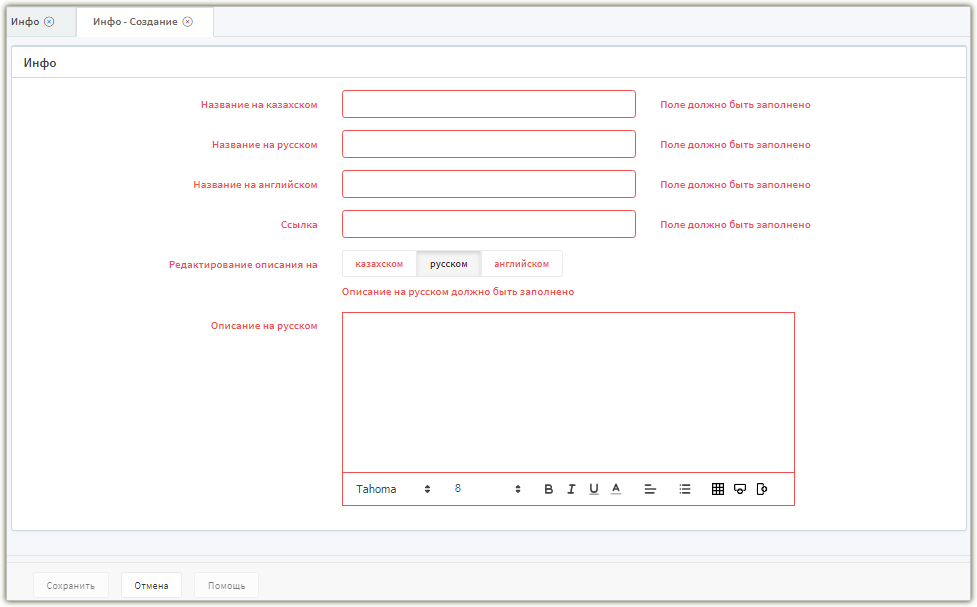 Инфо Инфо - Создание
Инфо
Название на казахском Поле должно быть заполнено
Название на русском Поле должно быть заполнено
Название на английском Поле должно быть заполнено
Ссылка Поле должно быть заполнено
Редактирование описания на казахском русском английском
Описание на русском должно быть заполнено
Описание на русском
Tahoma 8 B I U A
Сохранить Отмена Помощь